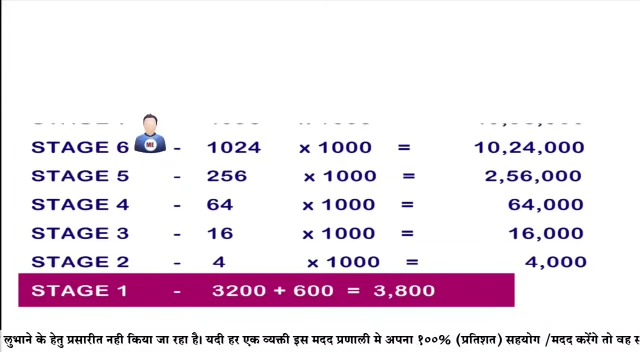 STAGE 6 - 1024 x 1000 = 10,24,000
ME
STAGE 5 - 256 x 1000 = 2,56,000
STAGE 4 - 64 x 1000 = 64,000
STAGE 3 - 16 x 1000 = 16,000
STAGE 2 - 4 x 1000 = 4,000
STAGE 1 - 3200 + 600 = 3,800
लुभाने के हेतु प्रसारीत नही किया जा रहा है। यदी हर एक व्यक्ती इस मदद प्रणाली मे अपना १००% (प्रतिशत) सहयोग /मदद करेंगे तो वह